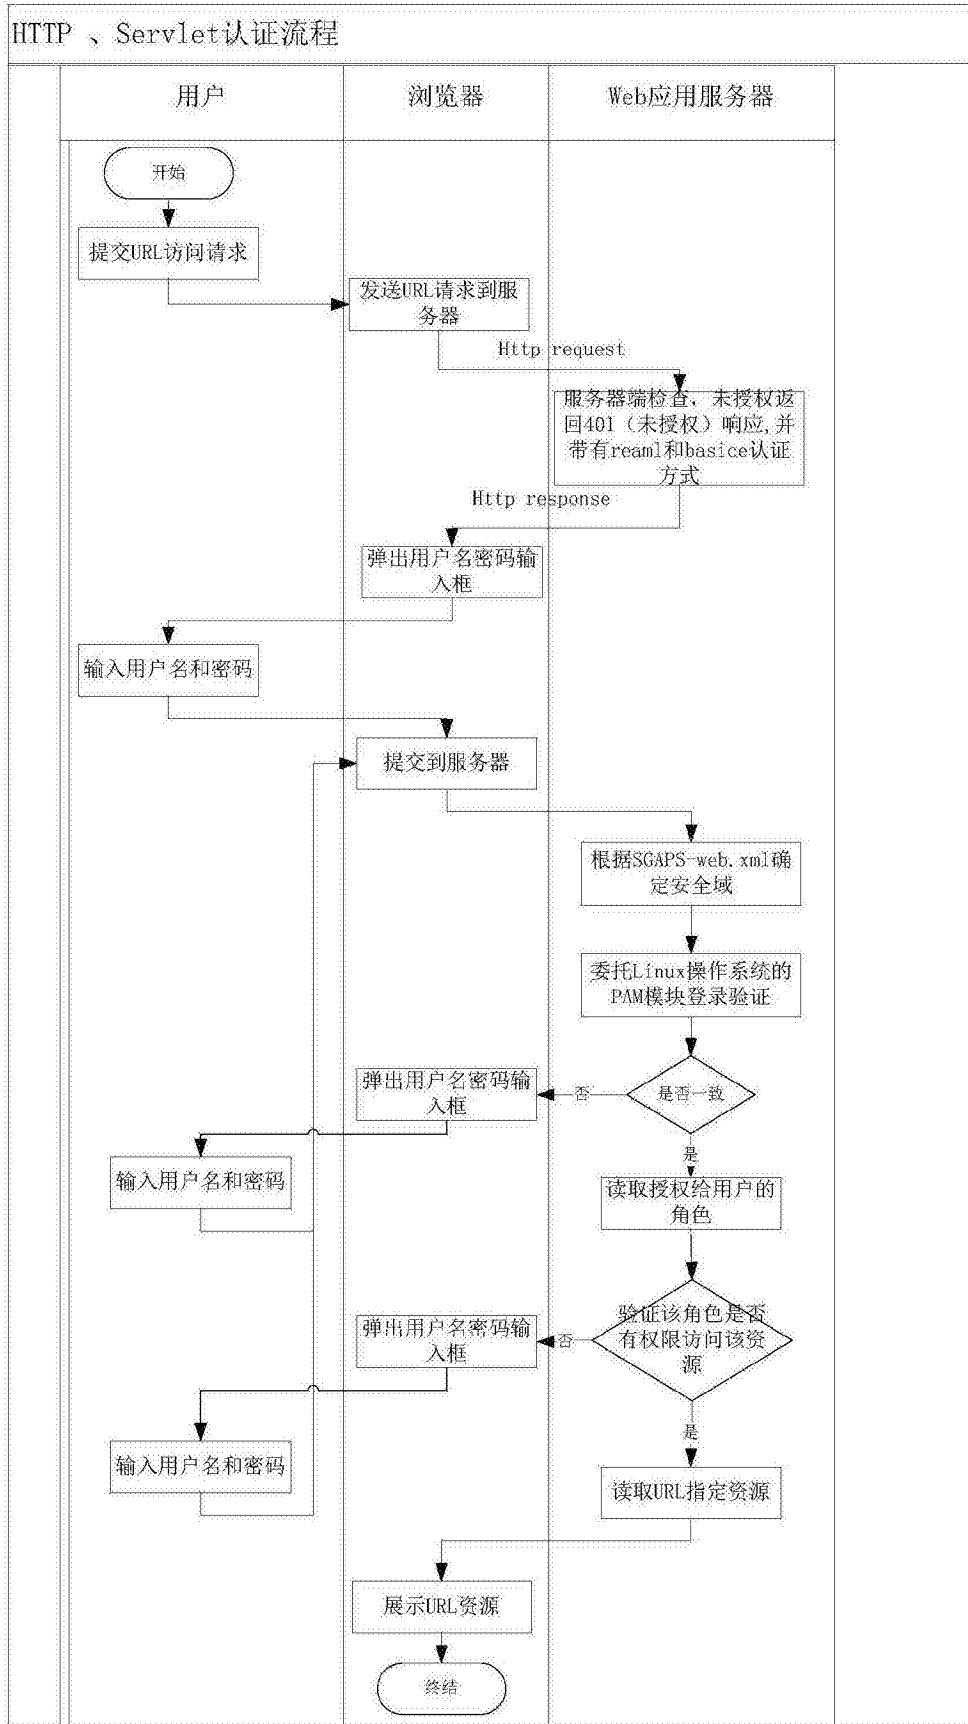 HTTP 、Servlet认证流程
用户
浏览器
Web应用服务器
开始
提交URL访问请求
发送URL请求到服
务器
Http request
服务器端检查，未授权返
回401（未授权）响应,并
带有reaml和basice认证
方式
Http response
弹出用户名密码输
入框
输入用户名和密码
提交到服务器
根据SGAPS-web.xml确
定安全域
委托Linux操作系统的
PAM模块登录验证
是否一致
否
弹出用户名密码输
入框
输入用户名和密码
是
读取授权给用户的
角色
验证该角色是否
有权限访问该资
源
否
弹出用户名密码输
入框
输入用户名和密码
是
读取URL指定资源
展示URL资源
终结